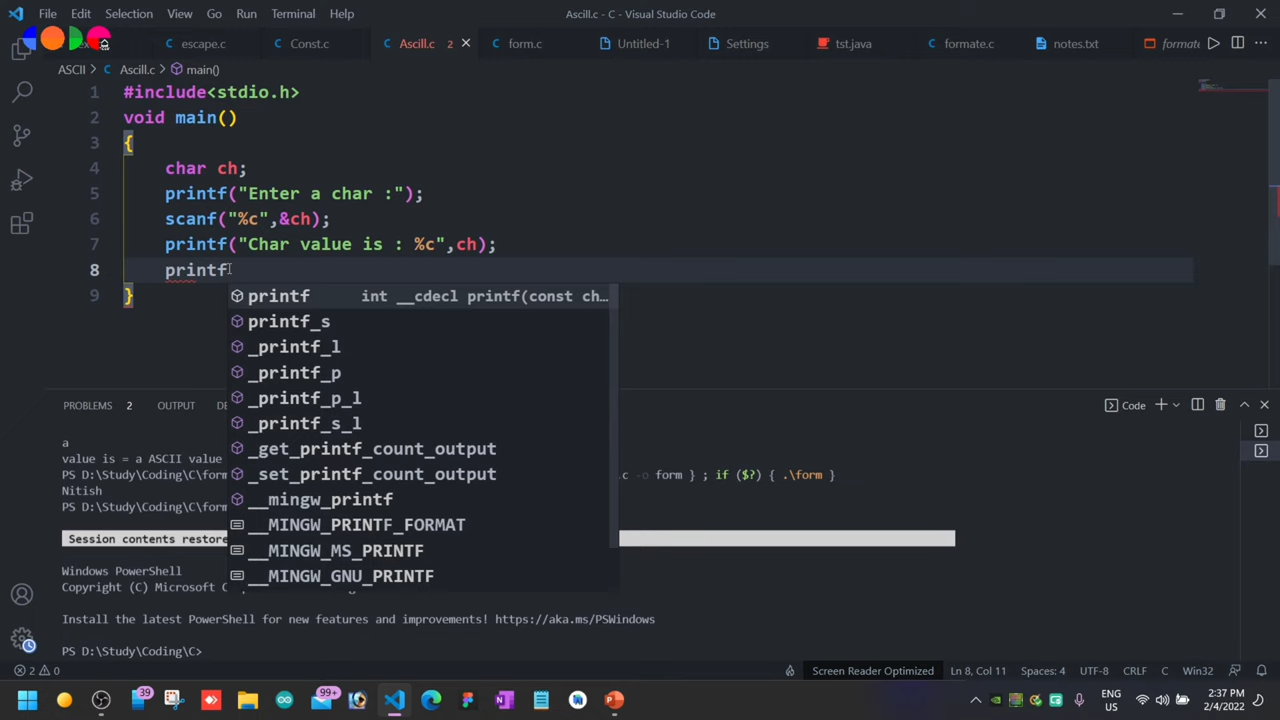 File Edit Selection View Go Run Terminal Help Ascill.c - C - Visual Studio Code
escape.c Const.c Ascill.c 2 form.c Untitled-1 Settings tst.java formate.c notes.txt formate
ASCII > Ascill.c > main()
1 #include<stdio.h>
2 void main()
3 {
4 char ch;
5 printf("Enter a char :");
6 scanf("%c",&ch);
7 printf("Char value is : %c",ch);
8 printf
9 }
printf int __cdecl printf(const ch…
printf_s
_printf_l
_printf_p
_printf_p_l
_printf_s_l
_get_printf_count_output
_set_printf_count_output
__mingw_printf
__MINGW_PRINTF_FORMAT
__MINGW_MS_PRINTF
__MINGW_GNU_PRINTF
PROBLEMS 2 OUTPUT DE Code
a
value is = a ASCII value
PS D:\Study\Coding\C\form .c -o form } ; if ($?) { .\form }
Nitish
PS D:\Study\Coding\C\form
Session contents restore
Windows PowerShell
Copyright (C) Microsoft C
Install the latest PowerShell for new features and improvements! https://aka.ms/PSWindows
PS D:\Study\Coding\C>
2 0 Screen Reader Optimized Ln 8, Col 11 Spaces: 4 UTF-8 CRLF C Win32
39 99+ ENG 2:37 PM
US 2/4/2022